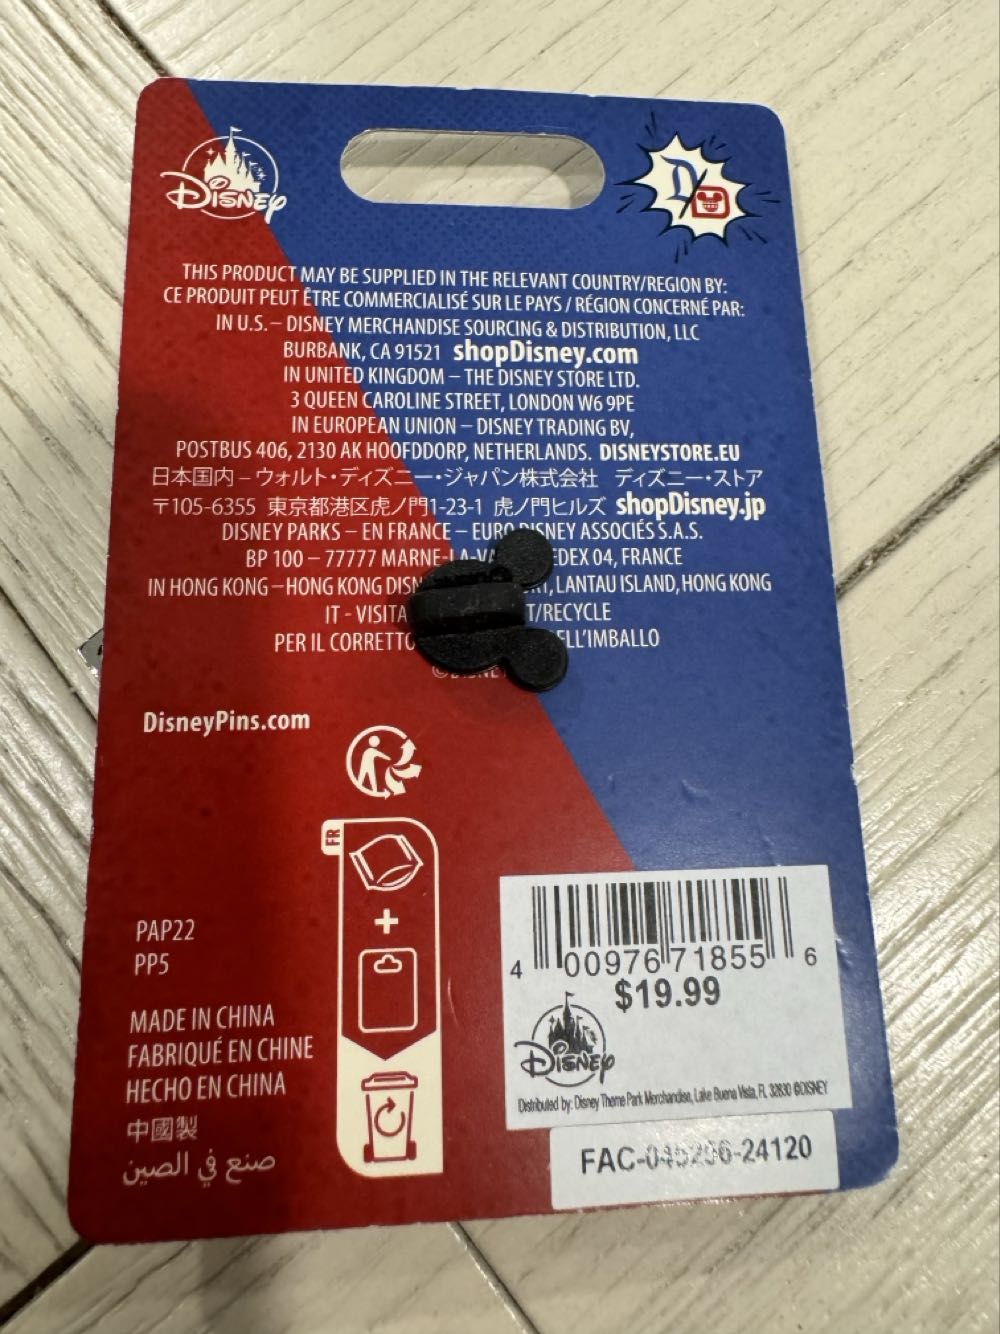 Disney
D
THIS PRODUCT MAY BE SUPPLIED IN THE RELEVANT COUNTRY/REGION BY:
CE PRODUIT PEUT ÊTRE COMMERCIALISÉ SUR LE PAYS / RÉGION CONCERNÉ PAR:
IN U.S. – DISNEY MERCHANDISE SOURCING & DISTRIBUTION, LLC
BURBANK, CA 91521 shopDisney.com
IN UNITED KINGDOM – THE DISNEY STORE LTD.
3 QUEEN CAROLINE STREET, LONDON W6 9PE
IN EUROPEAN UNION – DISNEY TRADING BV,
POSTBUS 406, 2130 AK HOOFDDORP, NETHERLANDS. DISNEYSTORE.EU
日本国内 – ウォルト・ディズニー・ジャパン株式会社 ディズニー・ストア
〒105-6355 東京都港区虎ノ門1-23-1 虎ノ門ヒルズ shopDisney.jp
DISNEY PARKS – EN FRANCE – EURO DISNEY ASSOCIÉS S.A.S.
BP 100 – 77777 MARNE-LA-VA EDEX 04, FRANCE
IN HONG KONG – HONG KONG DISN RT, LANTAU ISLAND, HONG KONG
IT - VISITA T/RECYCLE
PER IL CORRETTO ELL'IMBALLO
©DISNEY
DisneyPins.com
FR
+
PAP22
PP5
MADE IN CHINA
FABRIQUÉ EN CHINE
HECHO EN CHINA
中國製
صنع في الصين
4 00976 71855 6
$19.99
Disney
Distributed by: Disney Theme Park Merchandise, Lake Buena Vista, FL 32830 ©DISNEY
FAC-045296-24120